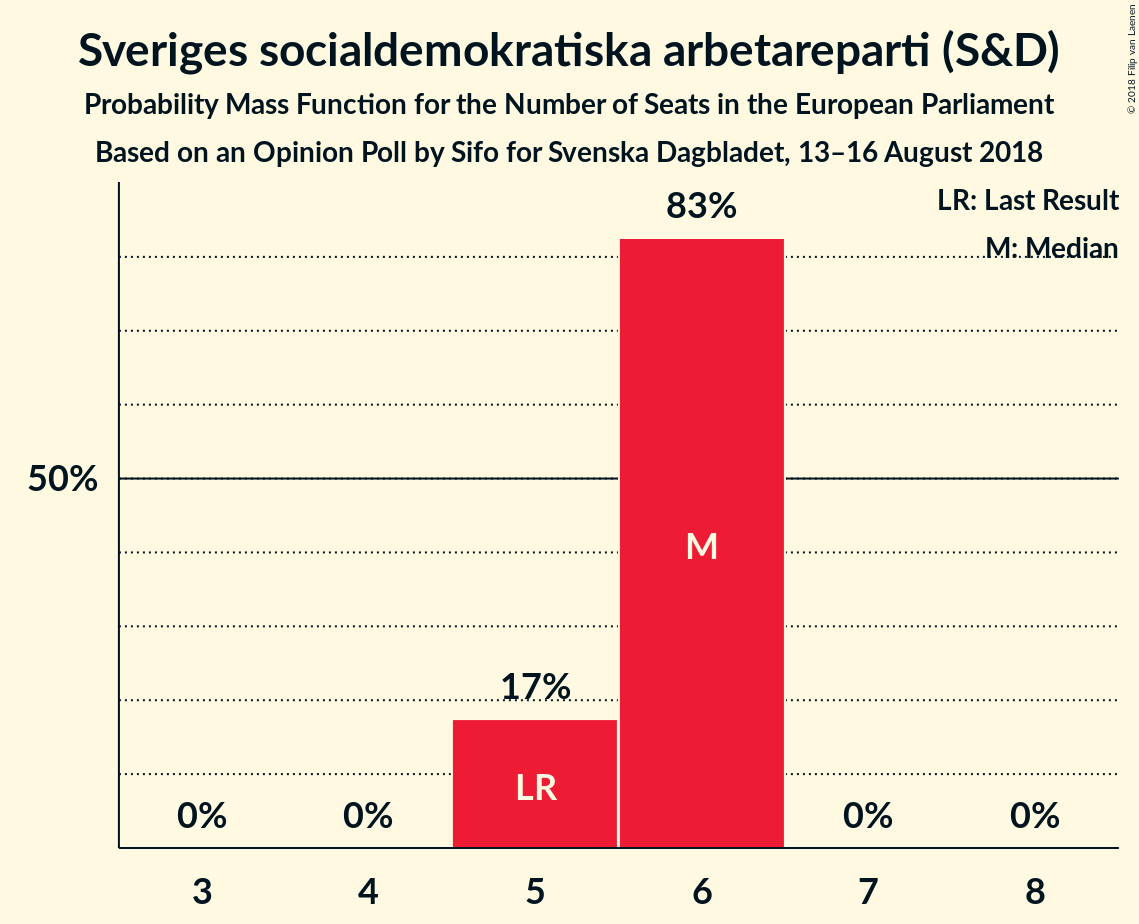 Sveriges socialdemokratiska arbetareparti (S&D)
Probability Mass Function for the Number of Seats in the European Parliament
Based on an Opinion Poll by Sifo for Svenska Dagbladet, 13–16 August 2018
© 2018 Filip van Laenen
LR: Last Result
M: Median
83%
50%
M
17%
LR
0% 0% 0% 0%
3 4 5 6 7 8